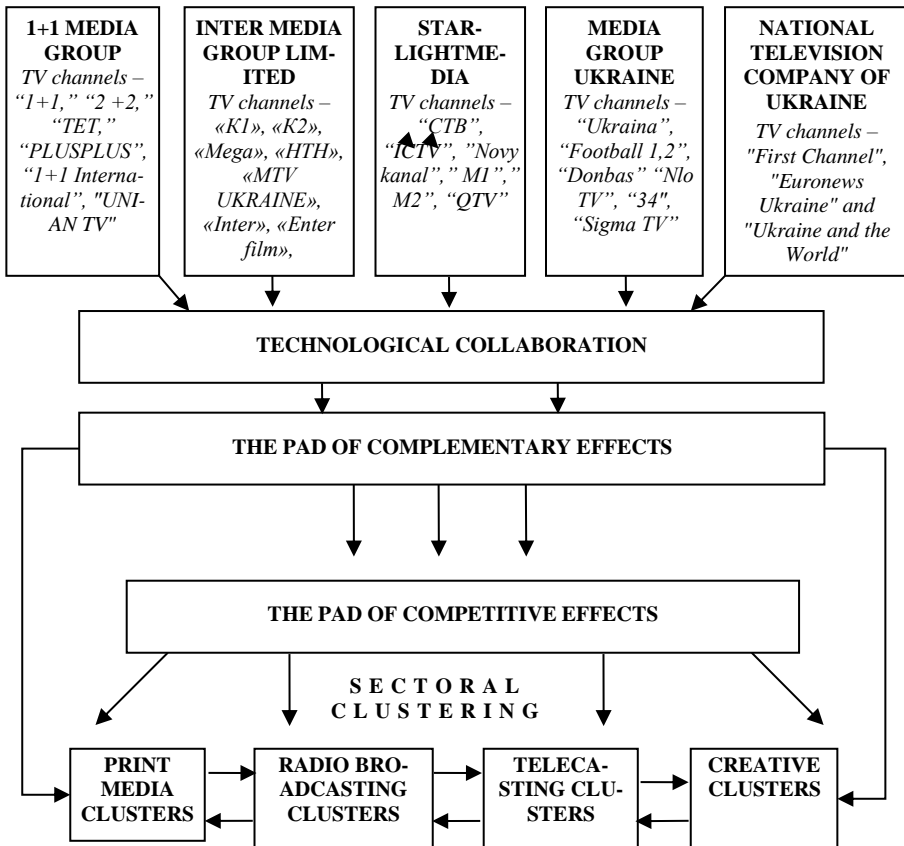 1+1 MEDIA
GROUP
TV channels –
“1+1,” “2 +2,”
“TET,”
“PLUSPLUS”,
“1+1 Interna-
tional”, "UNI-
AN TV"
INTER MEDIA
GROUP LIM-
ITED
TV channels –
«K1», «K2»,
«Mega», «HTH»,
«MTV
UKRAINE»,
«Inter», «Enter
film»,
STAR-
LIGHTME-
DIA
TV channels –
“CTB”,
“ICTV”, ”Novy
kanal”,” M1”,”
M2”, “QTV”
MEDIA
GROUP
UKRAINE
TV channels –
“Ukraina”,
“Football 1,2”,
“Donbas” “Nlo
TV”, “34",
“Sigma TV”
NATIONAL
TELEVISION
COMPANY OF
UKRAINE
TV channels –
"First Channel",
"Euronews
Ukraine" and
"Ukraine and the
World"
TECHNOLOGICAL COLLABORATION
THE PAD OF COMPLEMENTARY EFFECTS
THE PAD OF COMPETITIVE EFFECTS
SECTORAL
CLUSTERING
PRINT
MEDIA
CLUSTERS
RADIO BRO-
ADCASTING
CLUSTERS
TELECA-
STING CLU-
STERS
CREATIVE
CLUSTERS